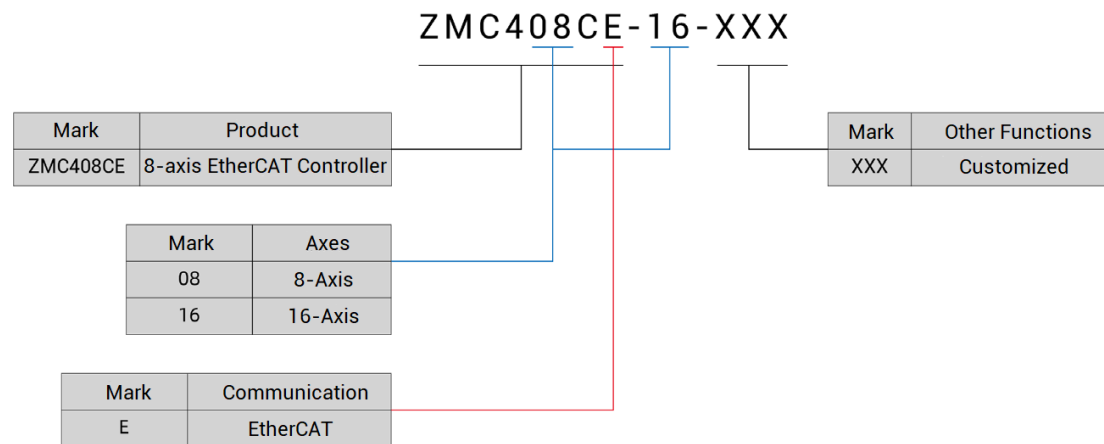 ZMC408CE-16-XXX
Mark Product
ZMC408CE 8-axis EtherCAT Controller
Mark Other Functions
XXX Customized
Mark Axes
08 8-Axis
16 16-Axis
Mark Communication
E EtherCAT